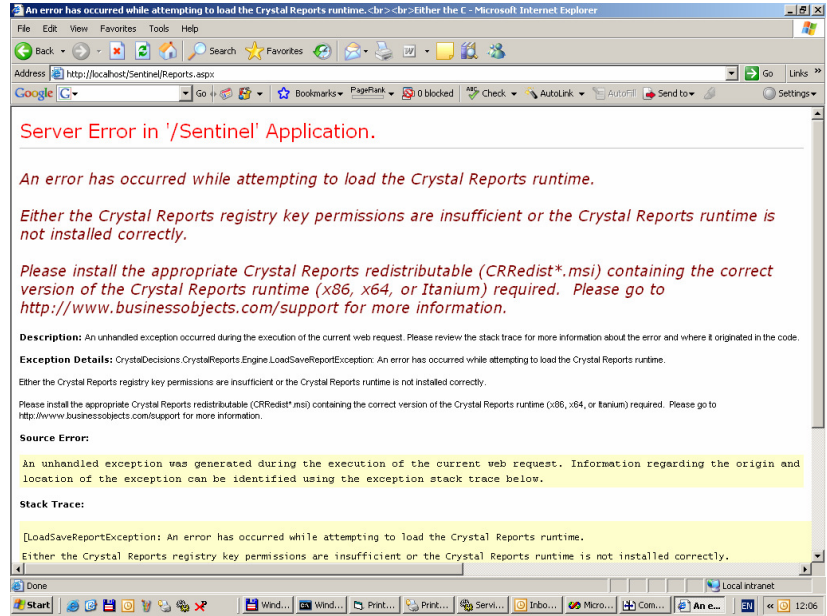 An error has occurred while attempting to load the Crystal Reports runtime.<br><br>Either the C - Microsoft Internet Explorer
File Edit View Favorites Tools Help
Back Search Favorites
Address http://localhost/Sentinel/Reports.aspx Go Links »
Google G Go Bookmarks PageRank 0 blocked ABC Check AutoLink AutoFill Send to Settings
Server Error in '/Sentinel' Application.
An error has occurred while attempting to load the Crystal Reports runtime.
Either the Crystal Reports registry key permissions are insufficient or the Crystal Reports runtime is
not installed correctly.
Please install the appropriate Crystal Reports redistributable (CRRedist*.msi) containing the correct
version of the Crystal Reports runtime (x86, x64, or Itanium) required.  Please go to
http://www.businessobjects.com/support for more information.
Description: An unhandled exception occurred during the execution of the current web request. Please review the stack trace for more information about the error and where it originated in the code.
Exception Details: CrystalDecisions.CrystalReports.Engine.LoadSaveReportException: An error has occurred while attempting to load the Crystal Reports runtime.
Either the Crystal Reports registry key permissions are insufficient or the Crystal Reports runtime is not installed correctly.
Please install the appropriate Crystal Reports redistributable (CRRedist*.msi) containing the correct version of the Crystal Reports runtime (x86, x64, or Itanium) required.  Please go to
http://www.businessobjects.com/support for more information.
Source Error:
An unhandled exception was generated during the execution of the current web request. Information regarding the origin and
location of the exception can be identified using the exception stack trace below.
Stack Trace:
[LoadSaveReportException: An error has occurred while attempting to load the Crystal Reports runtime.
Either the Crystal Reports registry key permissions are insufficient or the Crystal Reports runtime is not installed correctly.
Done Local intranet
Start Wind... Wind... Print... Print... Servi... Inbo... Micro... Com... An e... EN « 12:06